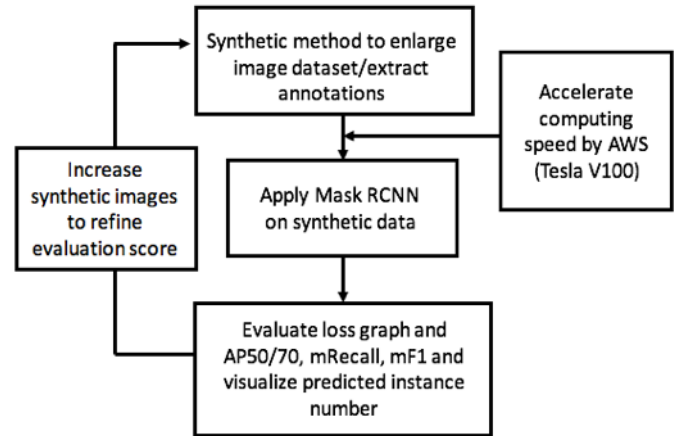 Synthetic method to enlarge
image dataset/extract
annotations
Accelerate
computing
speed by AWS
(Tesla V100)
Increase
synthetic images
to refine
evaluation score
Apply Mask RCNN
on synthetic data
Evaluate loss graph and
AP50/70, mRecall, mF1 and
visualize predicted instance
number